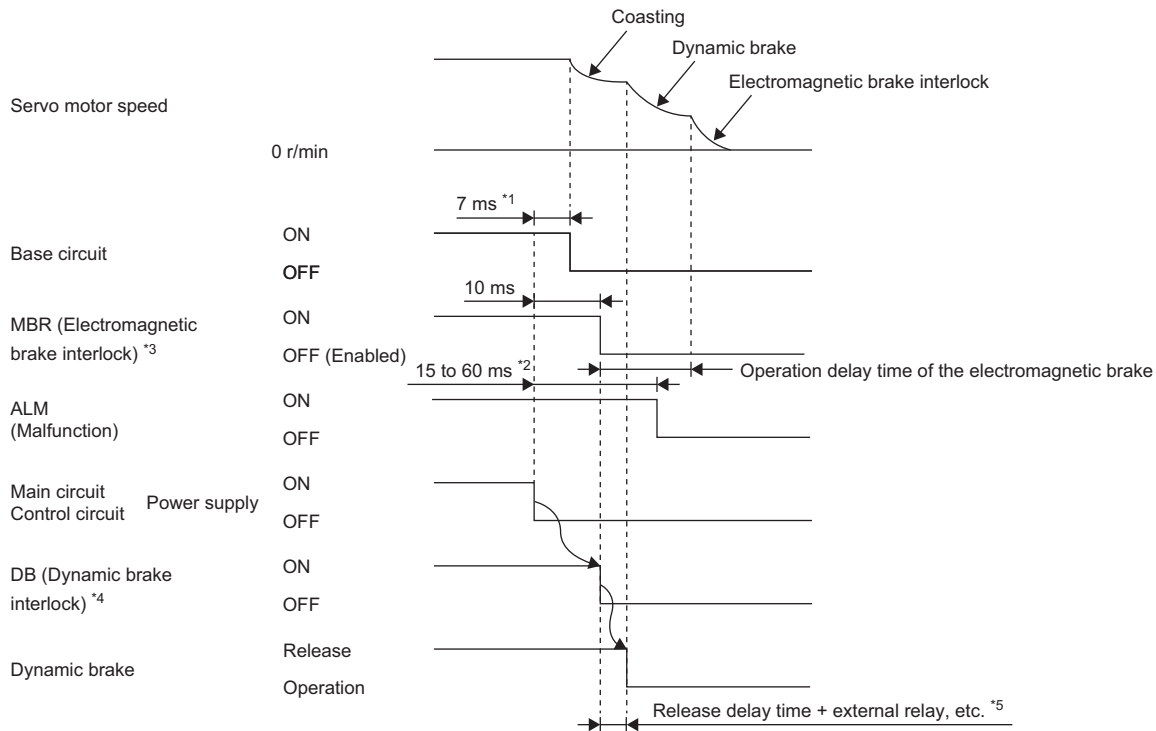 Coasting
Dynamic brake
Electromagnetic brake interlock
Servo motor speed
0 r/min
7 ms *1
Base circuit
ON
OFF
10 ms
MBR (Electromagnetic
brake interlock) *3
ON
OFF (Enabled)
15 to 60 ms *2
Operation delay time of the electromagnetic brake
ALM
(Malfunction)
ON
OFF
Main circuit
Control circuit
Power supply
ON
OFF
DB (Dynamic brake
interlock) *4
ON
OFF
Dynamic brake
Release
Operation
Release delay time + external relay, etc. *5